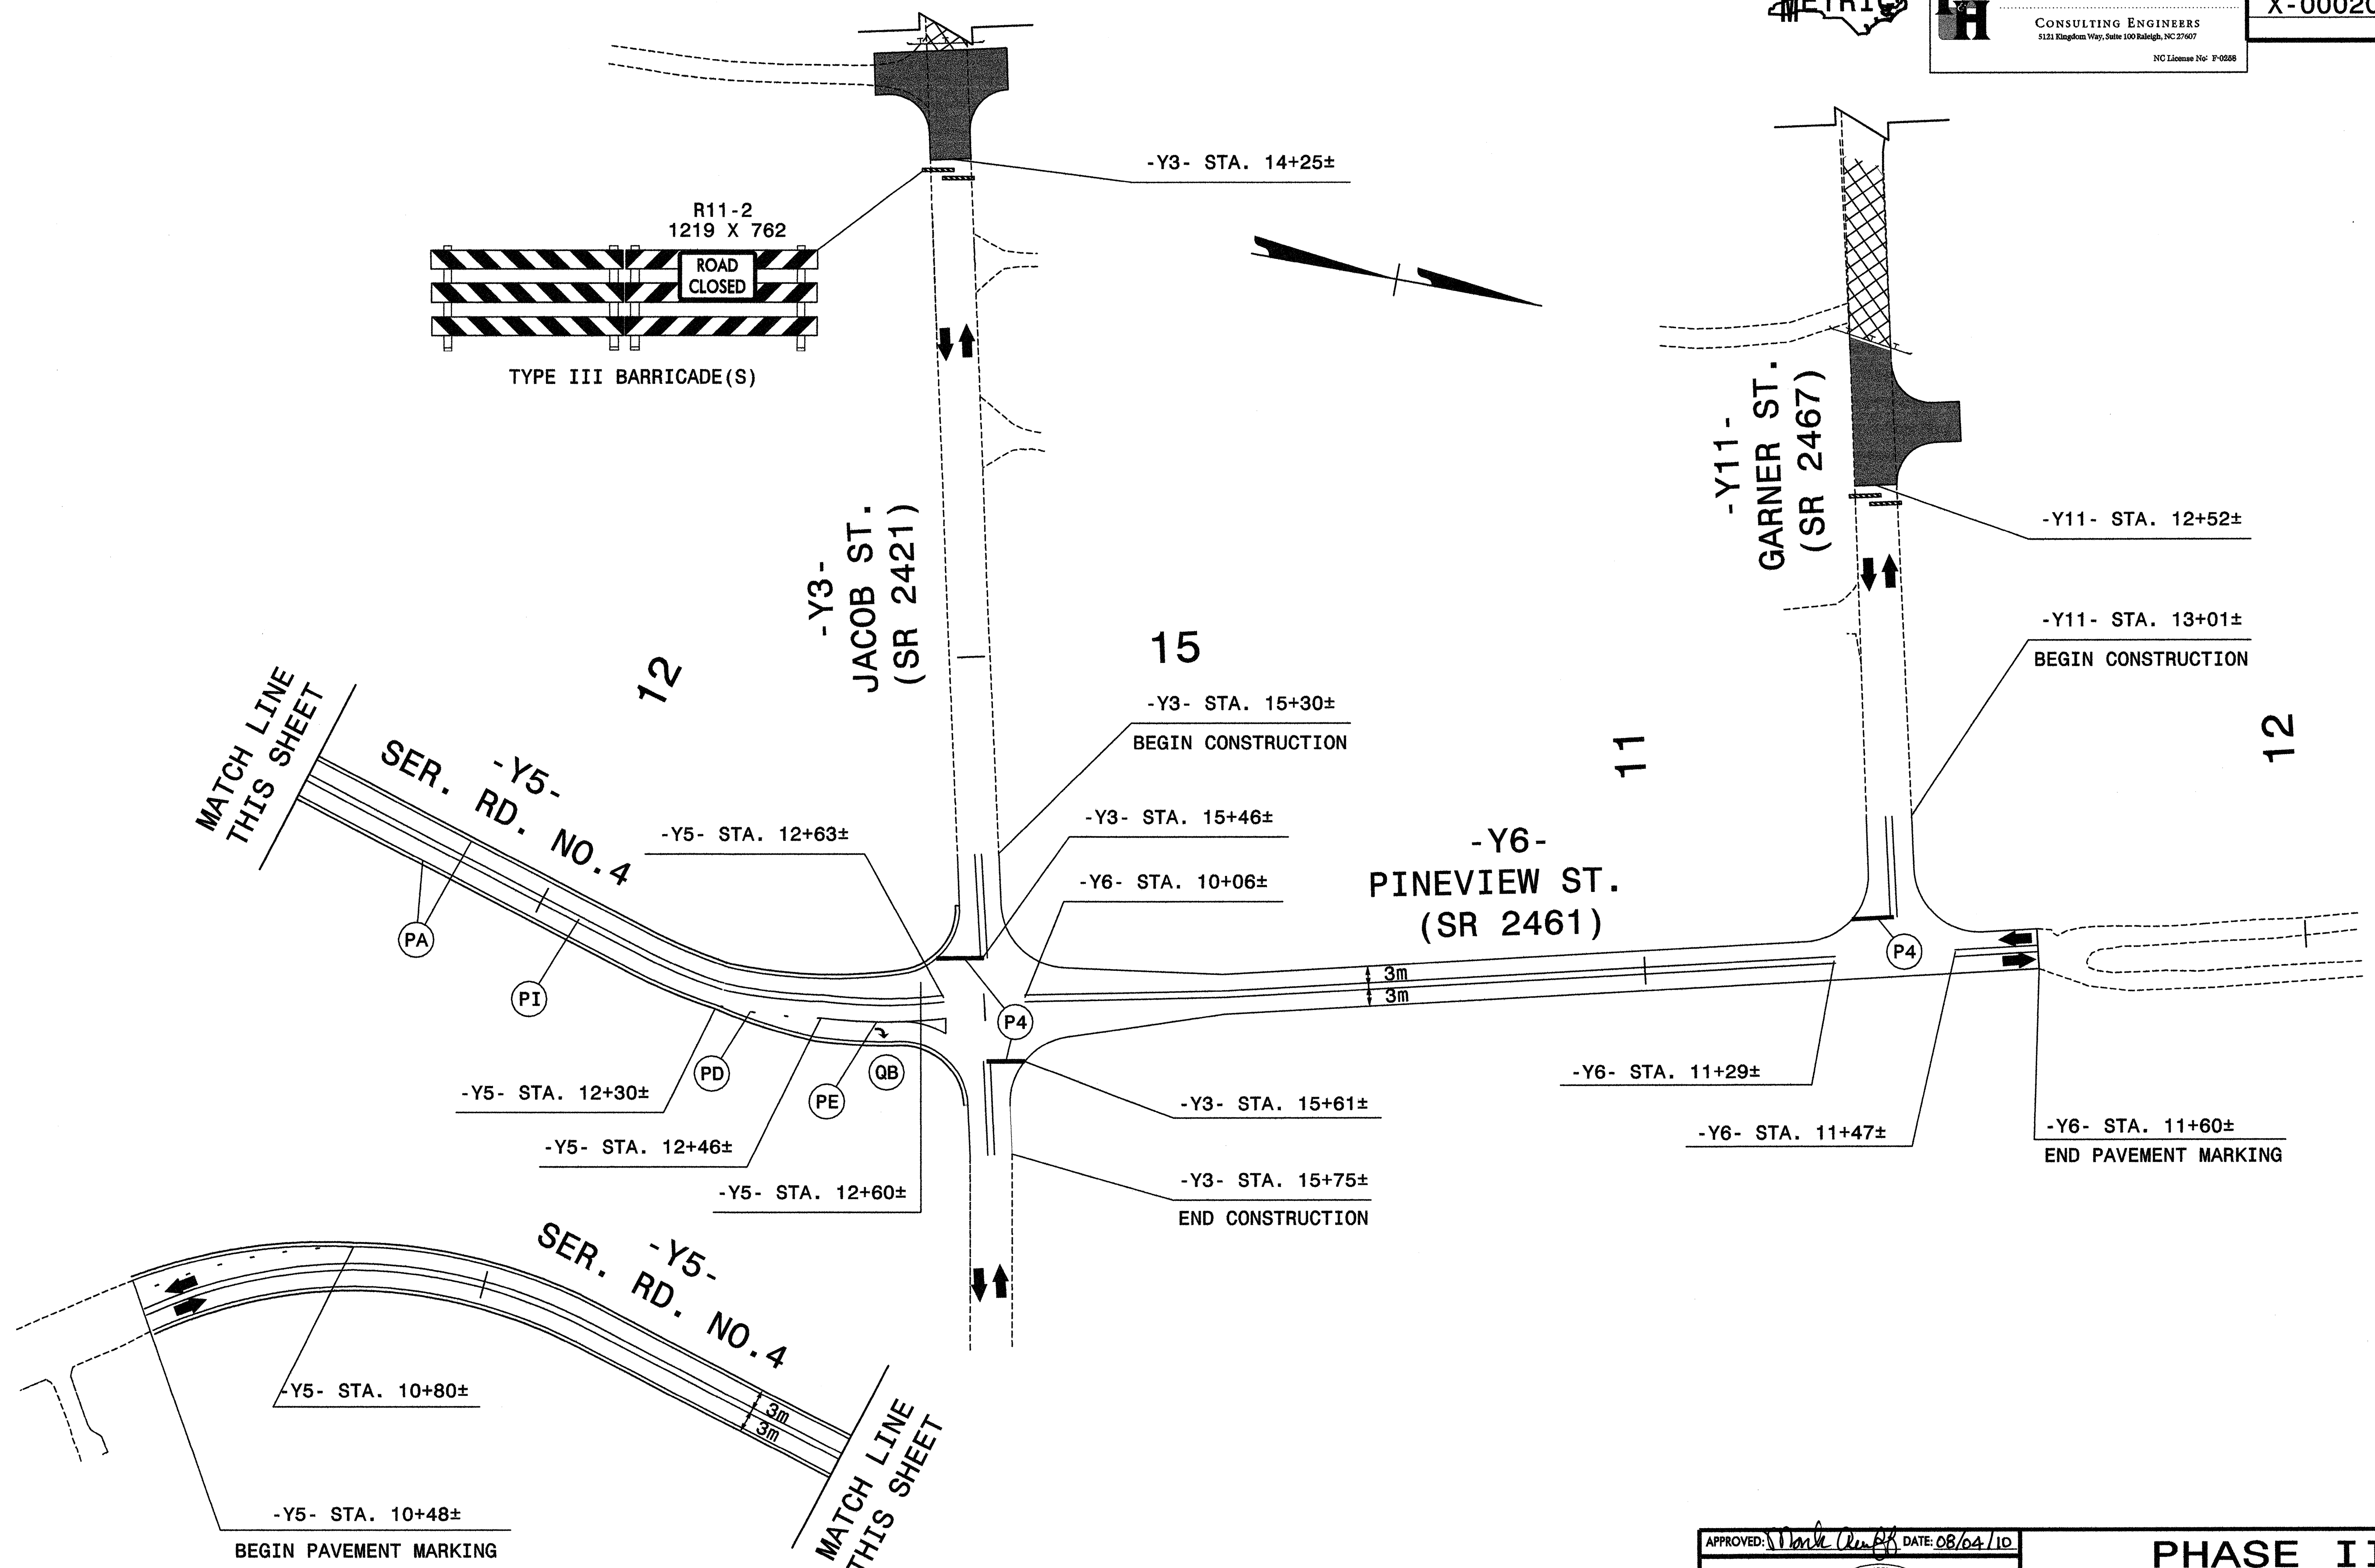 METRIC
CONSULTING ENGINEERS
5121 Kingdom Way, Suite 100 Raleigh, NC 27607
NC License No: F-0258
-Y3- STA. 14+25±
R11-2
1219 X 762
ROAD
CLOSED
TYPE III BARRICADE(S)
-Y11-
GARNER ST.
(SR 2467)
-Y11- STA. 12+52±
-Y3-
JACOB ST.
(SR 2421)
-Y11- STA. 13+01±
BEGIN CONSTRUCTION
12
15
11
12
MATCH LINE
THIS SHEET
-Y5-
SER. RD. NO.4
-Y3- STA. 15+30±
BEGIN CONSTRUCTION
-Y5- STA. 12+63±
-Y3- STA. 15+46±
-Y6- STA. 10+06±
-Y6-
PINEVIEW ST.
(SR 2461)
PA
PI
3m
3m
P4
P4
PD
PE
QB
-Y5- STA. 12+30±
-Y5- STA. 12+46±
-Y5- STA. 12+60±
-Y3- STA. 15+61±
-Y3- STA. 15+75±
END CONSTRUCTION
-Y6- STA. 11+29±
-Y6- STA. 11+47±
-Y6- STA. 11+60±
END PAVEMENT MARKING
-Y5-
SER. RD. NO.4
3m
3m
-Y5- STA. 10+80±
MATCH LINE
THIS SHEET
-Y5- STA. 10+48±
BEGIN PAVEMENT MARKING
APPROVED: DATE: 08/04/10
PHASE II